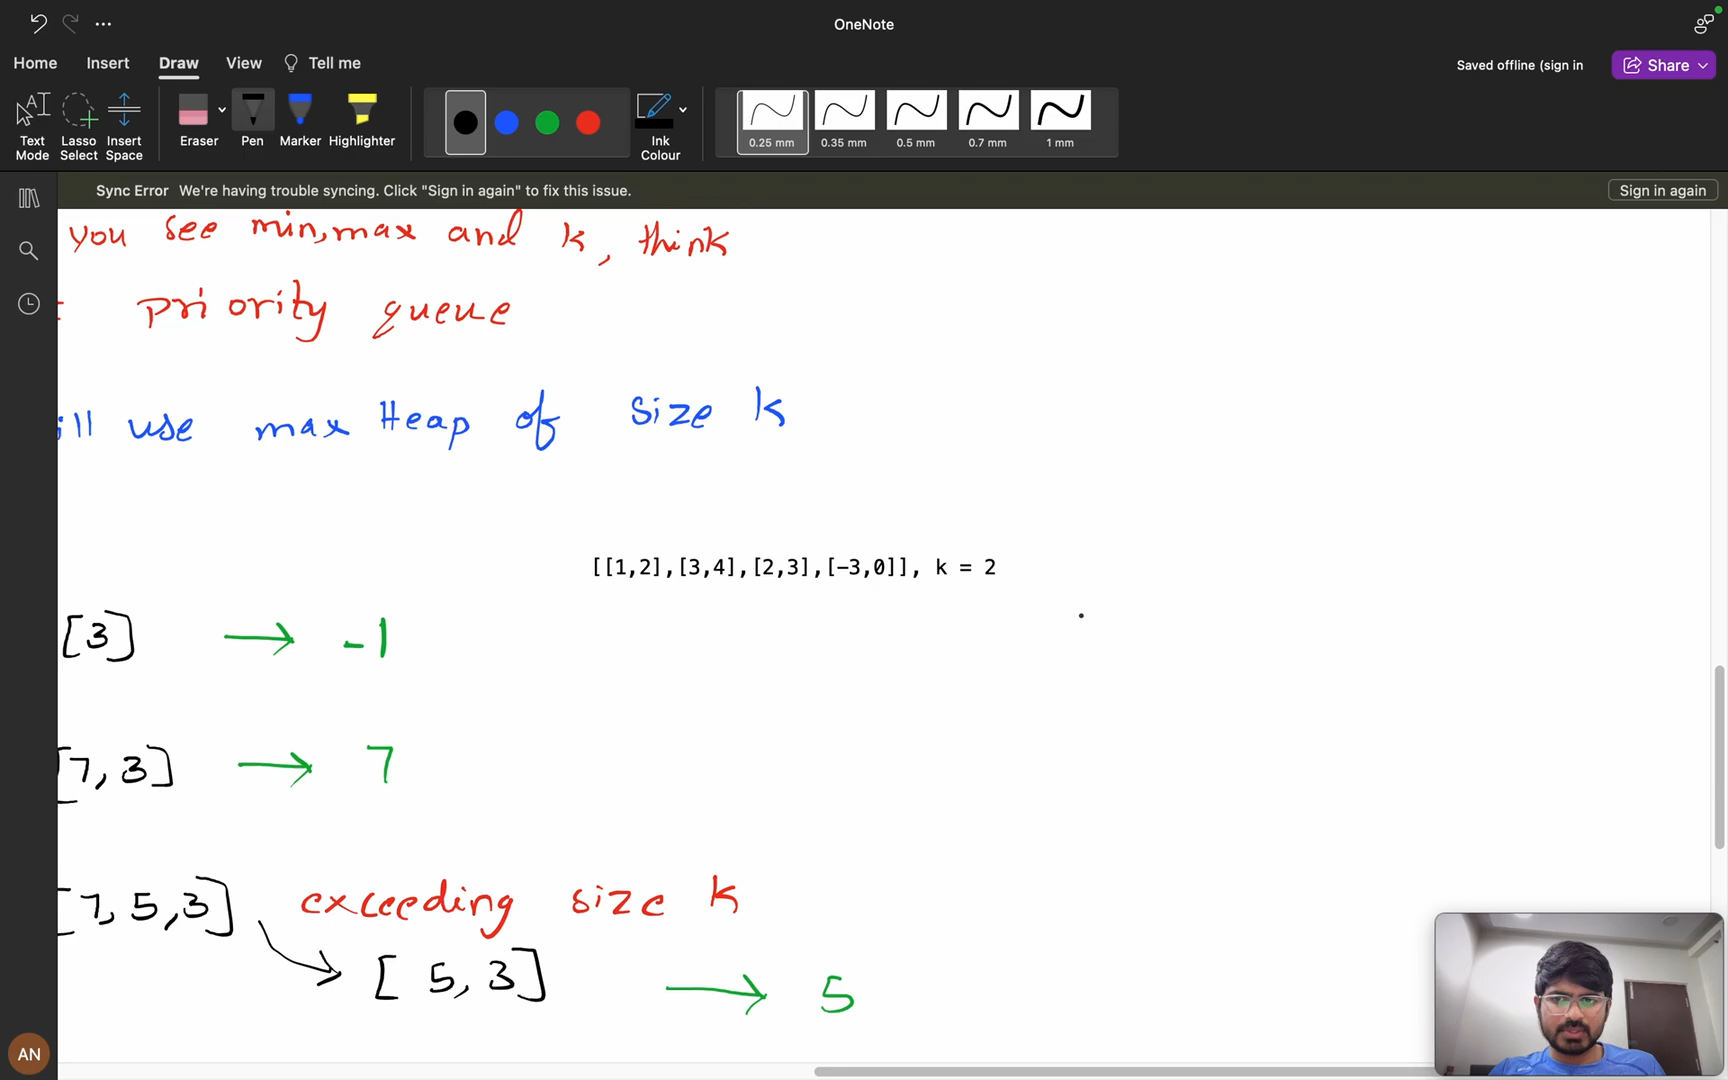 OneNote
Home Insert Draw View Tell me
Saved offline (sign in
Share
Text Mode
Lasso Select
Insert Space
Eraser
Pen
Marker
Highlighter
Ink Colour
0.25 mm
0.35 mm
0.5 mm
0.7 mm
1 mm
Sync Error We're having trouble syncing. Click "Sign in again" to fix this issue.
Sign in again
you see min,max and k, think
priority queue
ill use max Heap of size k
[[1,2],[3,4],[2,3],[-3,0]], k = 2
[3] → -1
[7, 3] → 7
[7, 5, 3] exceeding size k
[ 5, 3] → 5
AN